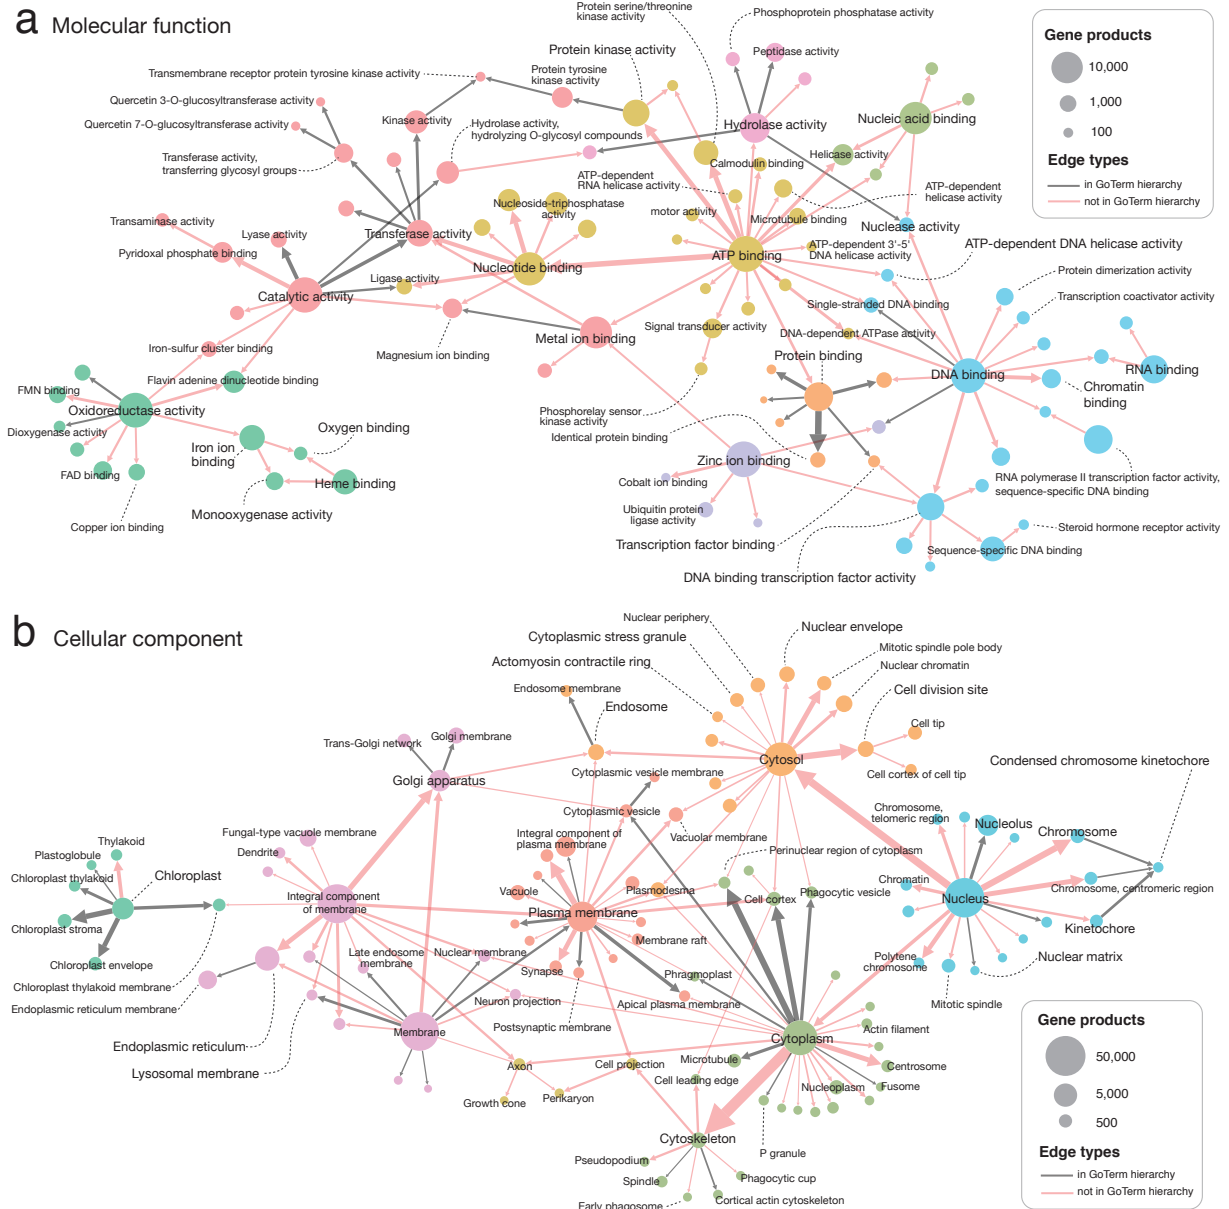 a Molecular function
Protein serine/threonine
kinase activity
Phosphoprotein phosphatase activity
Protein kinase activity
Peptidase activity
Transmembrane receptor protein tyrosine kinase activity
Protein tyrosine
kinase activity
Quercetin 3-O-glucosyltransferase activity
Quercetin 7-O-glucosyltransferase activity
Kinase activity
Hydrolase activity,
hydrolyzing O-glycosyl compounds
Hydrolase activity
Nucleic acid binding
Transferase activity,
transferring glycosyl groups
Calmodulin binding
Helicase activity
ATP-dependent
RNA helicase activity
ATP-dependent
helicase activity
Nucleoside-triphosphatase
activity
motor activity
Microtubule binding
Nuclease activity
Transaminase activity
Lyase activity
Transferase activity
Pyridoxal phosphate binding
ATP binding
ATP-dependent 3'-5'
DNA helicase activity
ATP-dependent DNA helicase activity
Nucleotide binding
Ligase activity
Catalytic activity
Protein dimerization activity
Transcription coactivator activity
Single-stranded DNA binding
Signal transducer activity
DNA-dependent ATPase activity
Metal ion binding
Magnesium ion binding
Iron-sulfur cluster binding
Protein binding
DNA binding
RNA binding
Flavin adenine dinucleotide binding
FMN binding
Oxidoreductase activity
Chromatin
binding
Dioxygenase activity
Phosphorelay sensor
kinase activity
Oxygen binding
Identical protein binding
Iron ion
binding
Zinc ion binding
FAD binding
Heme binding
Cobalt ion binding
RNA polymerase II transcription factor activity,
sequence-specific DNA binding
Copper ion binding
Monooxygenase activity
Ubiquitin protein
ligase activity
Steroid hormone receptor activity
Transcription factor binding
Sequence-specific DNA binding
DNA binding transcription factor activity
Gene products
10,000
1,000
100
Edge types
in GoTerm hierarchy
not in GoTerm hierarchy
b Cellular component
Nuclear periphery
Nuclear envelope
Cytoplasmic stress granule
Mitotic spindle pole body
Actomyosin contractile ring
Nuclear chromatin
Endosome membrane
Cell division site
Endosome
Cell tip
Trans-Golgi network
Golgi membrane
Cytosol
Condensed chromosome kinetochore
Golgi apparatus
Cytoplasmic vesicle membrane
Cell cortex of cell tip
Cytoplasmic vesicle
Chromosome,
telomeric region
Nucleolus
Chromosome
Fungal-type vacuole membrane
Integral component of
plasma membrane
Vacuolar membrane
Thylakoid
Dendrite
Perinuclear region of cytoplasm
Plastoglobule
Chloroplast thylakoid
Chloroplast
Chromatin
Chromosome, centromeric region
Integral component
of membrane
Vacuole
Plasmodesma
Cell cortex
Phagocytic vesicle
Nucleus
Plasma membrane
Chloroplast stroma
Kinetochore
Membrane raft
Late endosome
membrane
Nuclear membrane
Nuclear matrix
Chloroplast envelope
Synapse
Phragmoplast
Polytene
chromosome
Chloroplast thylakoid membrane
Neuron projection
Apical plasma membrane
Mitotic spindle
Endoplasmic reticulum membrane
Postsynaptic membrane
Membrane
Actin filament
Endoplasmic reticulum
Cytoplasm
Microtubule
Axon
Cell projection
Centrosome
Lysosomal membrane
Cell leading edge
Nucleoplasm
Fusome
Growth cone
Perikaryon
Cytoskeleton
P granule
Pseudopodium
Spindle
Phagocytic cup
Early phagosome
Cortical actin cytoskeleton
Gene products
50,000
5,000
500
Edge types
in GoTerm hierarchy
not in GoTerm hierarchy